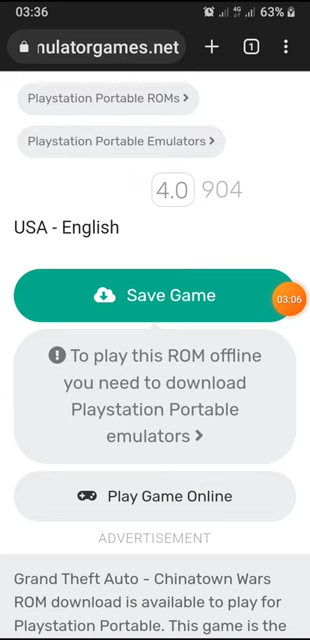 03:36
4G
63%
nulatorgames.net
1
Playstation Portable ROMs
Playstation Portable Emulators
4.0 904
USA - English
Save Game
03:06
To play this ROM offline
you need to download
Playstation Portable
emulators
Play Game Online
ADVERTISEMENT
Grand Theft Auto - Chinatown Wars
ROM download is available to play for
Playstation Portable. This game is the